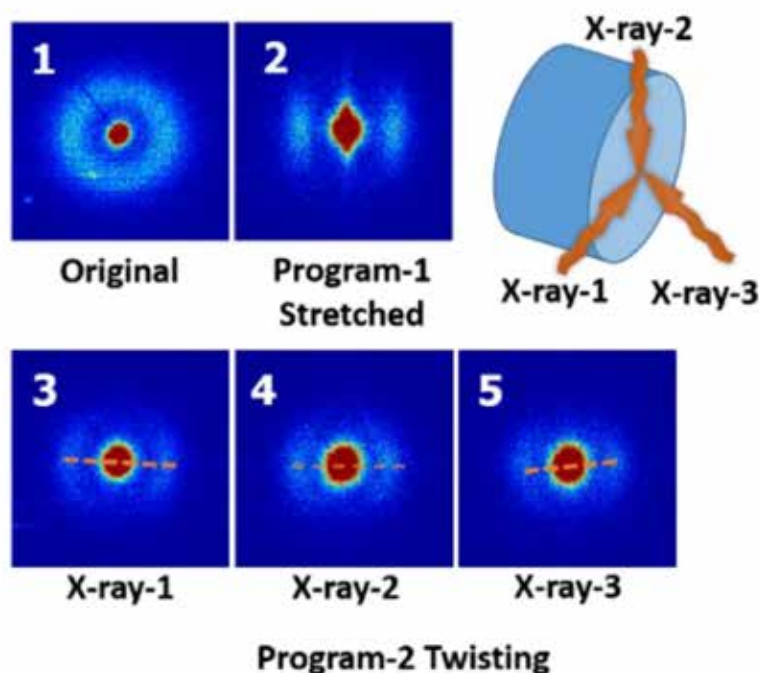 1
2
X-ray-2
Original
Program-1
Stretched
X-ray-1
X-ray-3
3
4
5
X-ray-1
X-ray-2
X-ray-3
Program-2 Twisting